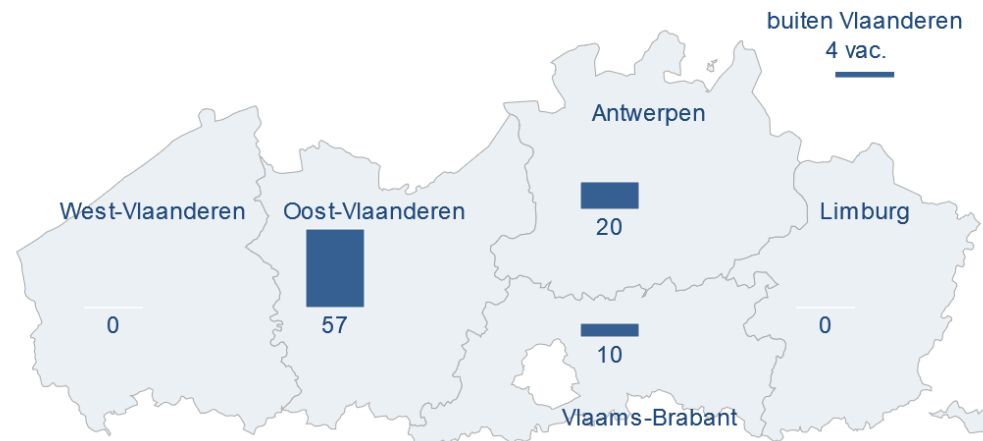 buiten Vlaanderen
4 vac.
Antwerpen
20
West-Vlaanderen
0
Oost-Vlaanderen
57
Limburg
0
10
Vlaams-Brabant